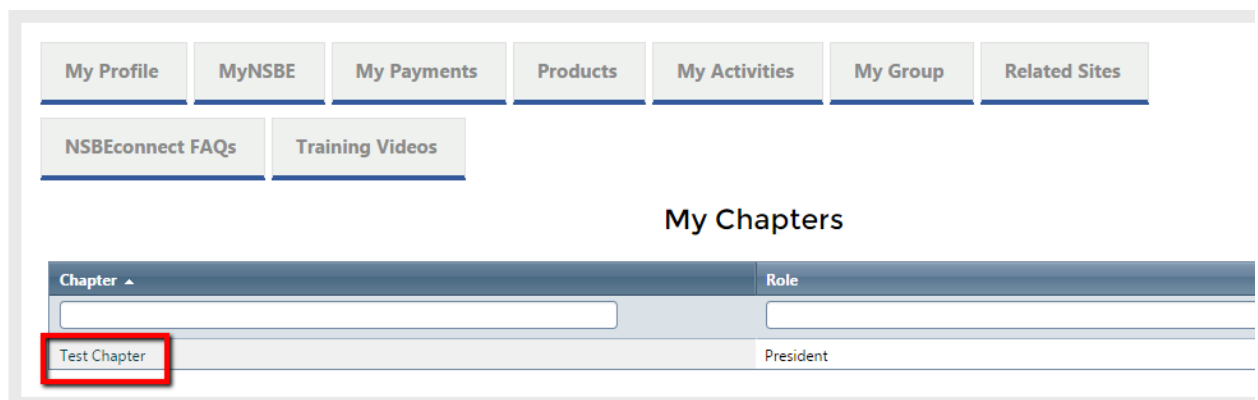 My Profile MyNSBE My Payments Products My Activities My Group Related Sites
NSBEconnect FAQs Training Videos
My Chapters
Chapter Role
Test Chapter President